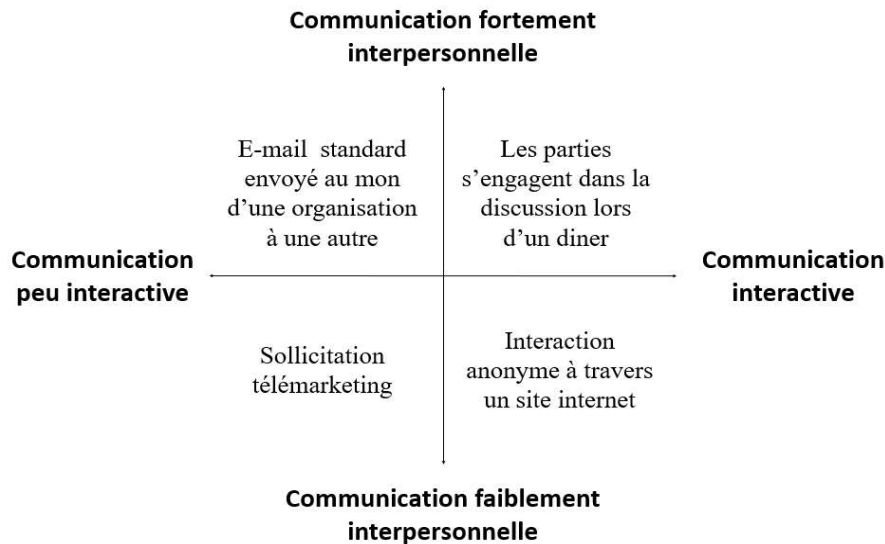 Communication fortement
interpersonnelle
E-mail standard
envoyé au mon
d'une organisation
à une autre
Les parties
s'engagent dans la
discussion lors
d'un diner
Communication
peu interactive
Communication
interactive
Sollicitation
télémarketing
Interaction
anonyme à travers
un site internet
Communication faiblement
interpersonnelle